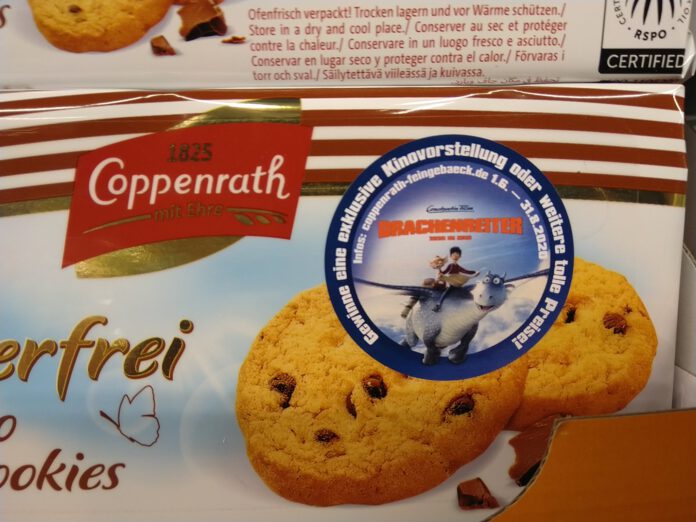 Ofenfrisch verpackt! Trocken lagern und vor Wärme schützen./
Store in a dry and cool place./ Conserver au sec et protéger
contre la chaleur./ Conservare in un luogo fresco e asciutto./
Conservar en lugar seco y proteger contra el calor./ Förvaras i
torr och sval./ Säilytettävä viileässä ja kuivassa.
RSPO
CERTIFIED
1825
Coppenrath
mit Ehre
Gewinne eine exklusive Kinovorstellung oder weitere tolle Preise!
Infos: coppenrath-feingebaeck.de 1.6. – 31.8.2020
Constantin Film
DRACHENREITER
erfrei
o
ookies